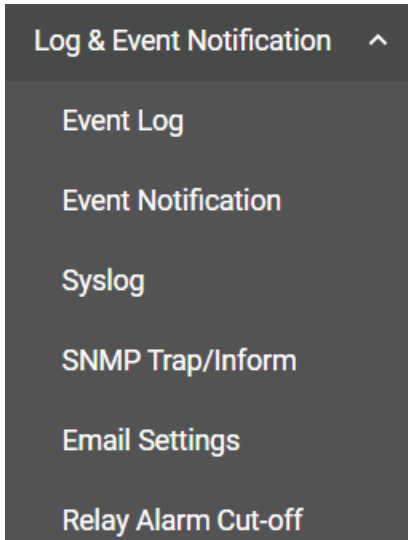 Log & Event Notification
Event Log
Event Notification
Syslog
SNMP Trap/Inform
Email Settings
Relay Alarm Cut-off